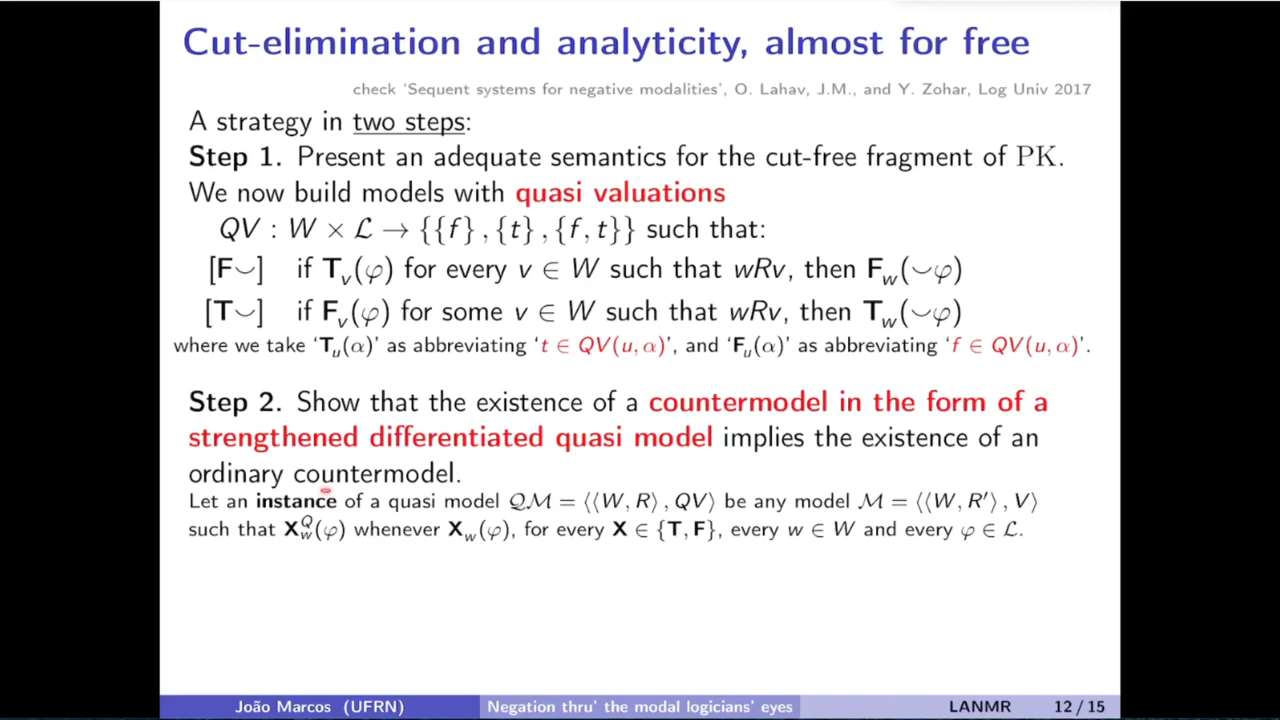 Cut-elimination and analyticity, almost for free
check ‘Sequent systems for negative modalities’, O. Lahav, J.M., and Y. Zohar, Log Univ 2017
A strategy in two steps:
Step 1. Present an adequate semantics for the cut-free fragment of PK.
We now build models with quasi valuations
QV : W × ℒ → {{f} , {t} , {f, t}} such that:
[F⌣] if T_v(φ) for every v ∈ W such that wRv, then F_w(⌣φ)
[T⌣] if F_v(φ) for some v ∈ W such that wRv, then T_w(⌣φ)
where we take ‘T_u(α)’ as abbreviating ‘t ∈ QV(u, α)’, and ‘F_u(α)’ as abbreviating ‘f ∈ QV(u, α)’.
Step 2. Show that the existence of a countermodel in the form of a
strengthened differentiated quasi model implies the existence of an
ordinary countermodel.
Let an instance of a quasi model 𝒬ℳ = ⟨⟨W, R⟩ , QV⟩ be any model ℳ = ⟨⟨W, R′⟩ , V⟩
such that X_w^Q(φ) whenever X_w(φ), for every X ∈ {T, F}, every w ∈ W and every φ ∈ ℒ.
João Marcos (UFRN) Negation thru' the modal logicians' eyes LANMR 12 / 15